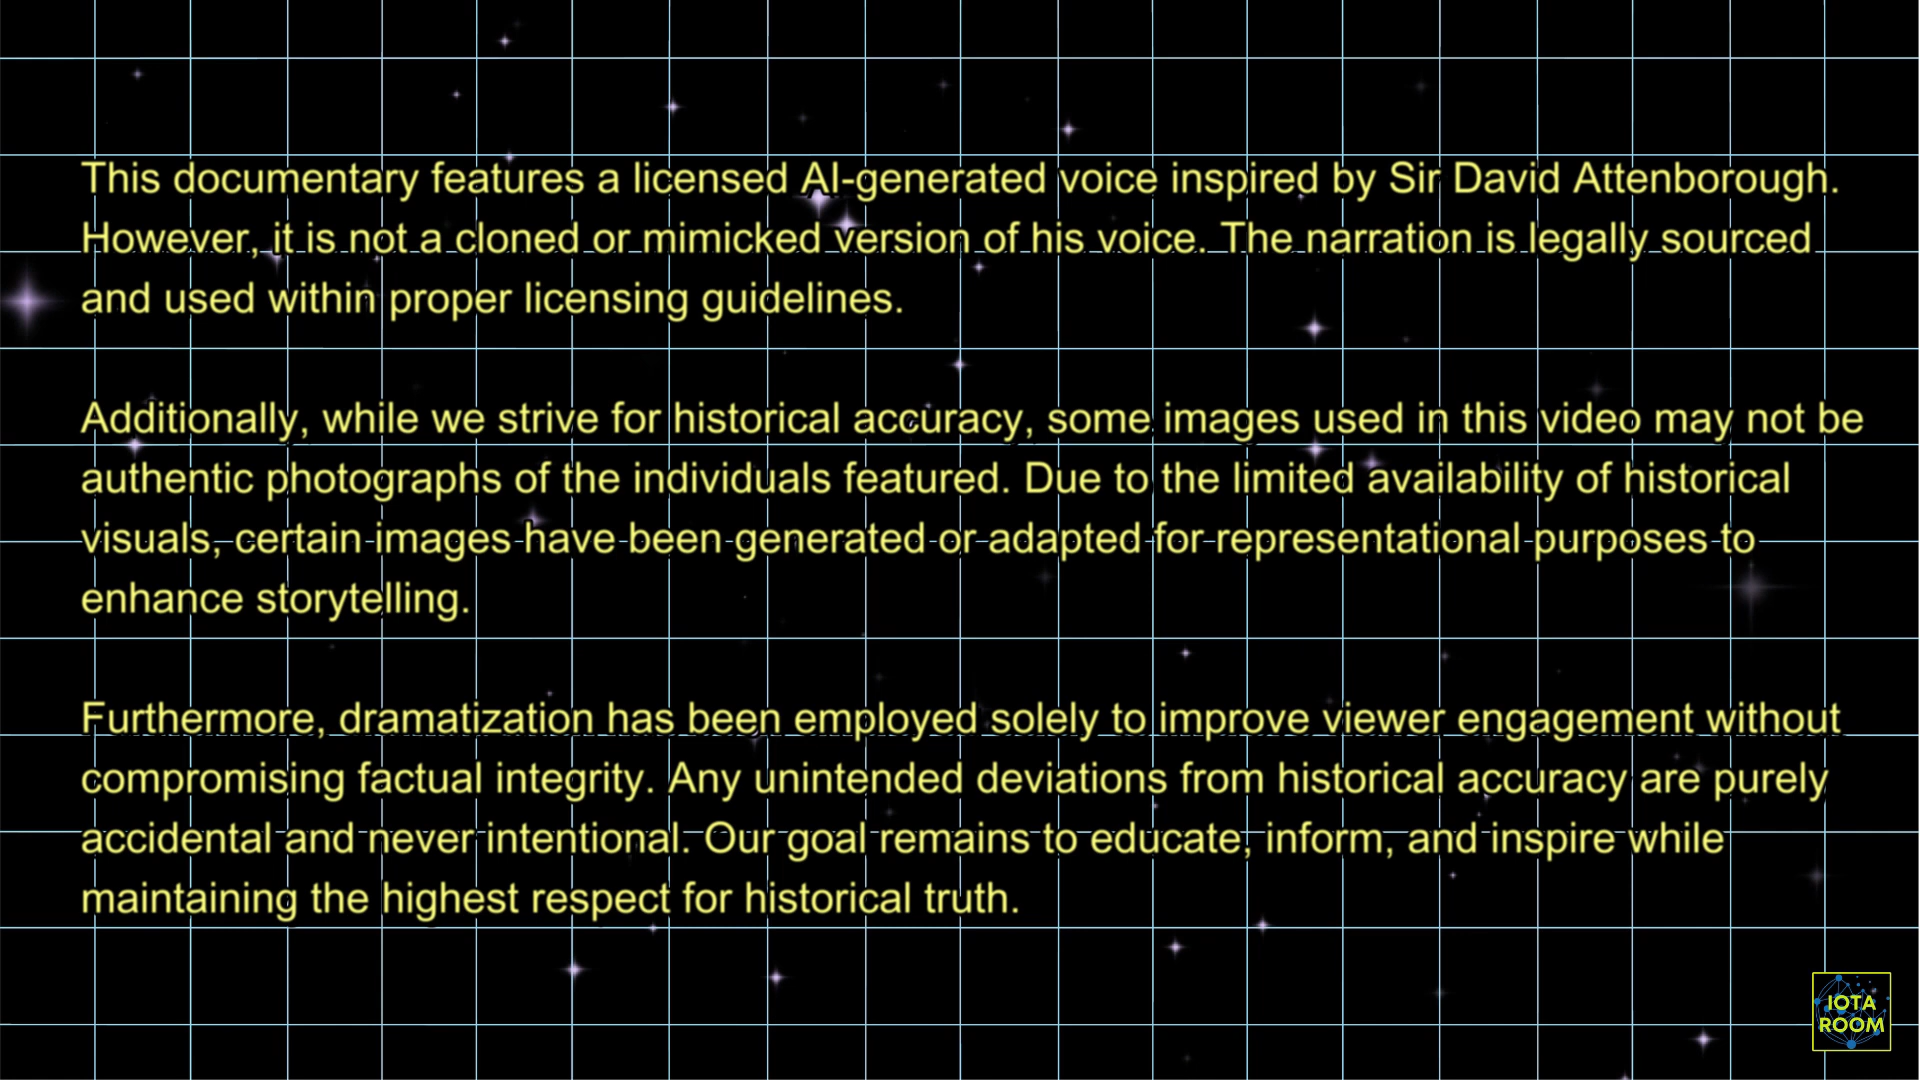 This documentary features a licensed AI-generated voice inspired by Sir David Attenborough.
However, it is not a cloned or mimicked version of his voice. The narration is legally sourced
and used within proper licensing guidelines.
Additionally, while we strive for historical accuracy, some images used in this video may not be
authentic photographs of the individuals featured. Due to the limited availability of historical
visuals, certain images have been generated or adapted for representational purposes to
enhance storytelling.
Furthermore, dramatization has been employed solely to improve viewer engagement without
compromising factual integrity. Any unintended deviations from historical accuracy are purely
accidental and never intentional. Our goal remains to educate, inform, and inspire while
maintaining the highest respect for historical truth.
IOTA
ROOM